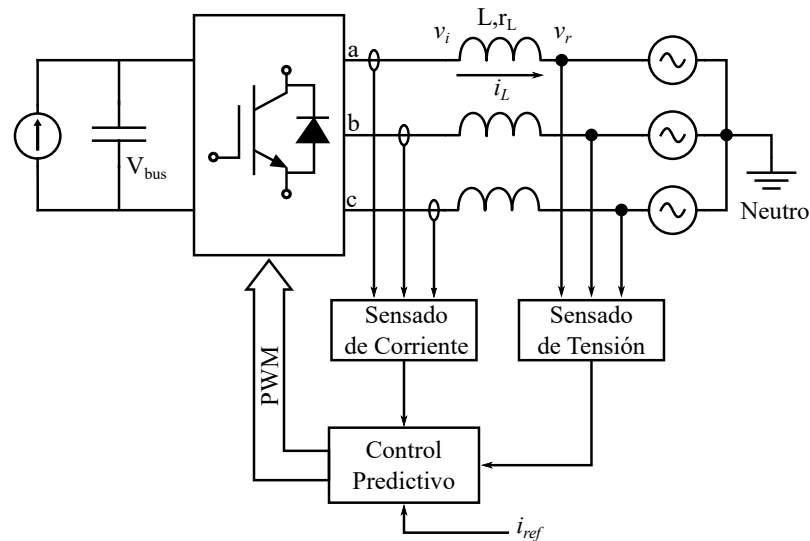 L,r_L
v_i
v_r
a
i_L
b
V_bus
c
Neutro
Sensado
de Corriente
Sensado
de Tensión
PWM
Control
Predictivo
i_ref